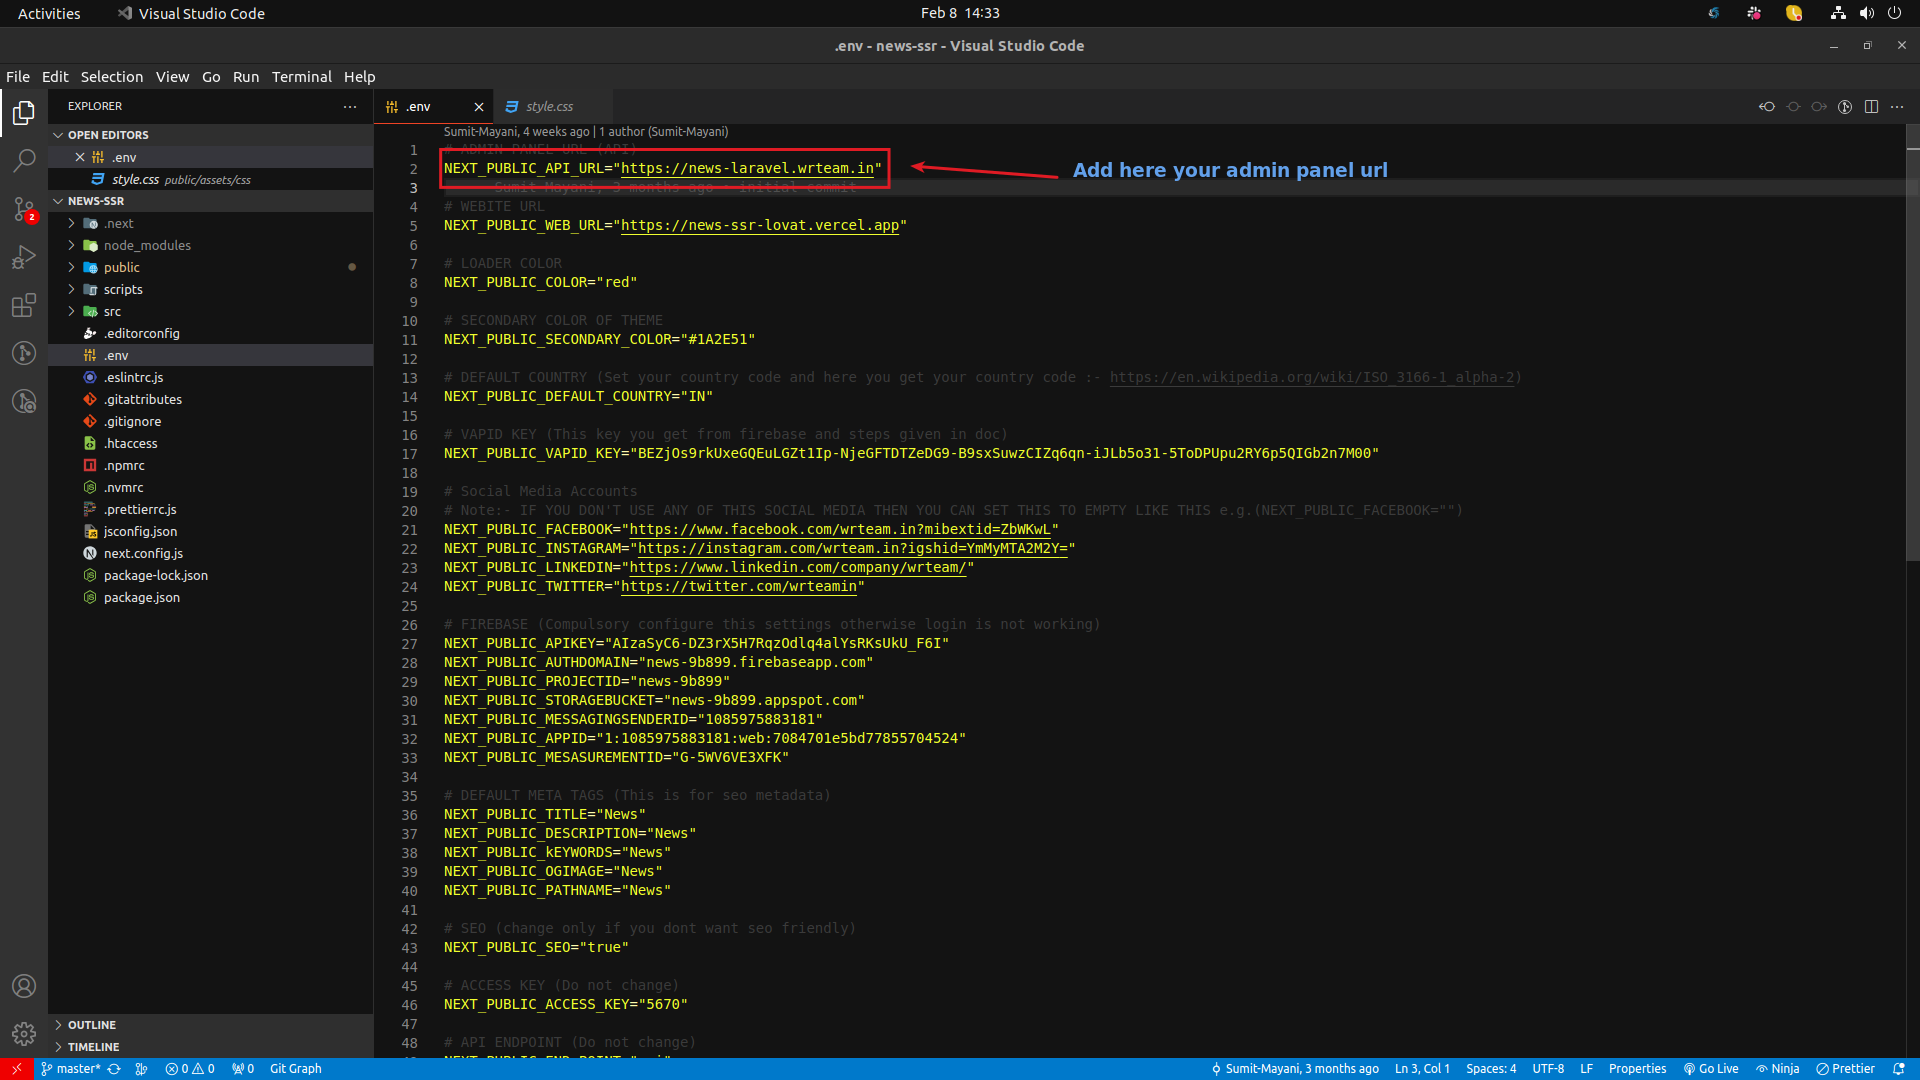 Activities
Visual Studio Code
Feb 8 14:33
.env - news-ssr - Visual Studio Code
File Edit Selection View Go Run Terminal Help
EXPLORER
OPEN EDITORS
.env
style.css public/assets/css
NEWS-SSR
.next
node_modules
public
scripts
src
.editorconfig
.env
.eslintrc.js
.gitattributes
.gitignore
.htaccess
.npmrc
.nvmrc
.prettierrc.js
jsconfig.json
next.config.js
package-lock.json
package.json
OUTLINE
TIMELINE
2
.env
style.css
Sumit-Mayani, 4 weeks ago | 1 author (Sumit-Mayani)
1 # ADMIN PANEL URL (API)
2 NEXT_PUBLIC_API_URL="https://news-laravel.wrteam.in"
Add here your admin panel url
3 Sumit-Mayani, 3 months ago • initial commit
4 # WEBITE URL
5 NEXT_PUBLIC_WEB_URL="https://news-ssr-lovat.vercel.app"
6
7 # LOADER COLOR
8 NEXT_PUBLIC_COLOR="red"
9
10 # SECONDARY COLOR OF THEME
11 NEXT_PUBLIC_SECONDARY_COLOR="#1A2E51"
12
13 # DEFAULT COUNTRY (Set your country code and here you get your country code :- https://en.wikipedia.org/wiki/ISO_3166-1_alpha-2)
14 NEXT_PUBLIC_DEFAULT_COUNTRY="IN"
15
16 # VAPID KEY (This key you get from firebase and steps given in doc)
17 NEXT_PUBLIC_VAPID_KEY="BEZjOs9rkUxeGQEuLGZt1Ip-NjeGFTDTZeDG9-B9sxSuwzCIZq6qn-iJLb5o31-5ToDPUpu2RY6p5QIGb2n7M00"
18
19 # Social Media Accounts
20 # Note:- IF YOU DON'T USE ANY OF THIS SOCIAL MEDIA THEN YOU CAN SET THIS TO EMPTY LIKE THIS e.g.(NEXT_PUBLIC_FACEBOOK="")
21 NEXT_PUBLIC_FACEBOOK="https://www.facebook.com/wrteam.in?mibextid=ZbWKwL"
22 NEXT_PUBLIC_INSTAGRAM="https://instagram.com/wrteam.in?igshid=YmMyMTA2M2Y="
23 NEXT_PUBLIC_LINKEDIN="https://www.linkedin.com/company/wrteam/"
24 NEXT_PUBLIC_TWITTER="https://twitter.com/wrteamin"
25
26 # FIREBASE (Compulsory configure this settings otherwise login is not working)
27 NEXT_PUBLIC_APIKEY="AIzaSyC6-DZ3rX5H7RqzOdlq4alYsRKsUkU_F6I"
28 NEXT_PUBLIC_AUTHDOMAIN="news-9b899.firebaseapp.com"
29 NEXT_PUBLIC_PROJECTID="news-9b899"
30 NEXT_PUBLIC_STORAGEBUCKET="news-9b899.appspot.com"
31 NEXT_PUBLIC_MESSAGINGSENDERID="1085975883181"
32 NEXT_PUBLIC_APPID="1:1085975883181:web:7084701e5bd77855704524"
33 NEXT_PUBLIC_MESASUREMENTID="G-5WV6VE3XFK"
34
35 # DEFAULT META TAGS (This is for seo metadata)
36 NEXT_PUBLIC_TITLE="News"
37 NEXT_PUBLIC_DESCRIPTION="News"
38 NEXT_PUBLIC_kEYWORDS="News"
39 NEXT_PUBLIC_OGIMAGE="News"
40 NEXT_PUBLIC_PATHNAME="News"
41
42 # SEO (change only if you dont want seo friendly)
43 NEXT_PUBLIC_SEO="true"
44
45 # ACCESS KEY (Do not change)
46 NEXT_PUBLIC_ACCESS_KEY="5670"
47
48 # API ENDPOINT (Do not change)
master* 0 0 0 Git Graph
Sumit-Mayani, 3 months ago Ln 3, Col 1 Spaces: 4 UTF-8 LF Properties Go Live Ninja Prettier